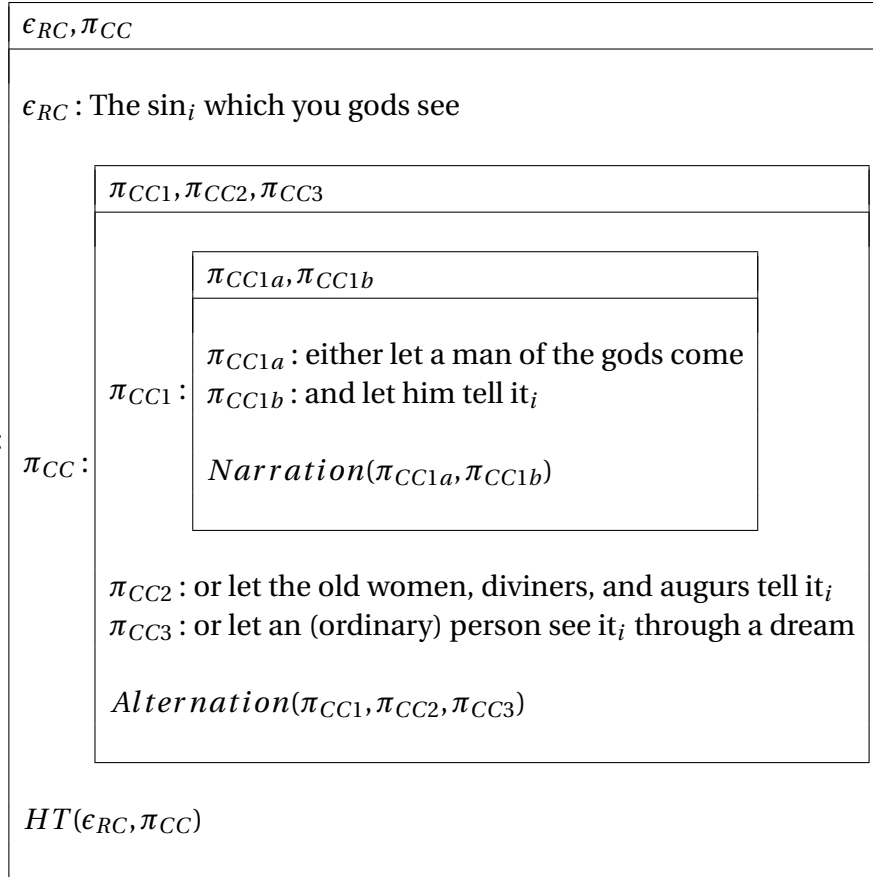 ϵ_RC, π_CC
ϵ_RC : The sin_i which you gods see
π_CC1, π_CC2, π_CC3
π_CC1a, π_CC1b
π_CC1a : either let a man of the gods come
π_CC1 : π_CC1b : and let him tell it_i
: π_CC : Narration(π_CC1a, π_CC1b)
π_CC2 : or let the old women, diviners, and augurs tell it_i
π_CC3 : or let an (ordinary) person see it_i through a dream
Alternation(π_CC1, π_CC2, π_CC3)
HT(ϵ_RC, π_CC)